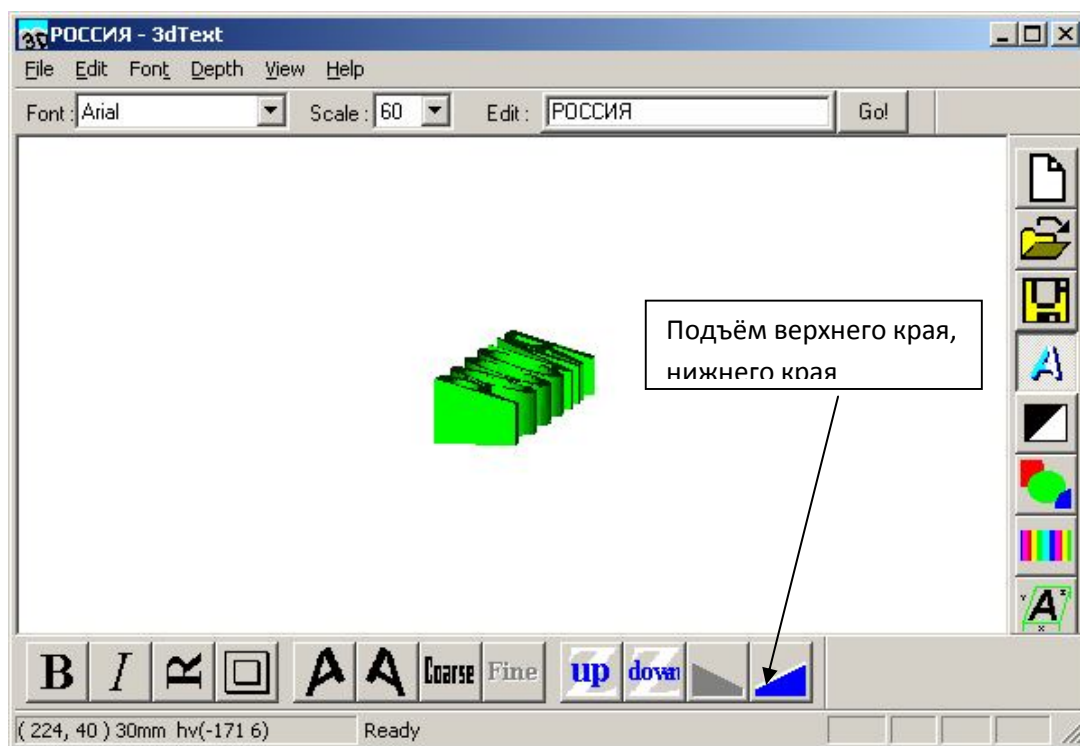 РОССИЯ - 3dText
File Edit Font Depth View Help
Font : Arial Scale : 60 Edit : РОССИЯ Go!
Подъём верхнего края,
нижнего края
B I R A A Coarse Fine up down
( 224, 40 ) 30mm hv(-171 6) Ready